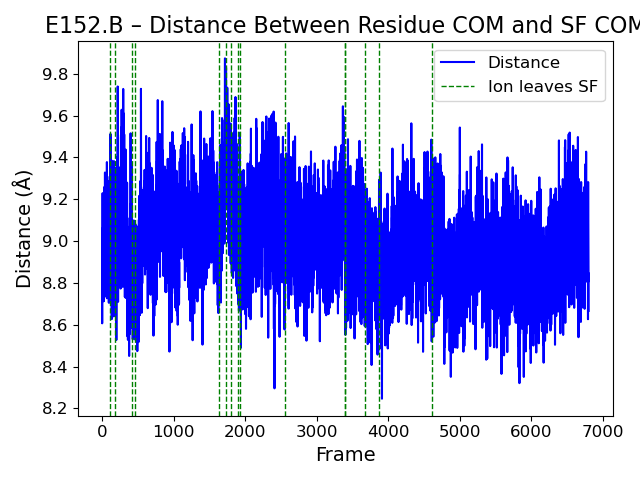 E152.B – Distance Between Residue COM and SF COM
Distance
Ion leaves SF
Distance (Å)
9.8
9.6
9.4
9.2
9.0
8.8
8.6
8.4
8.2
0 1000 2000 3000 4000 5000 6000 7000
Frame